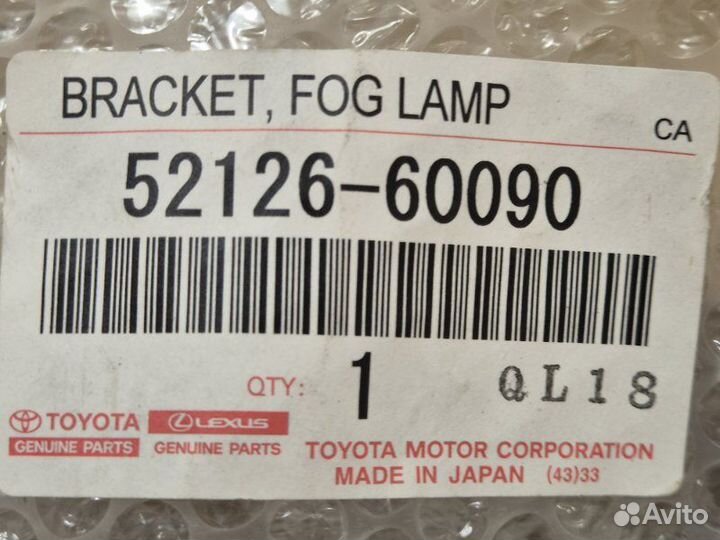 BRACKET, FOG LAMP
CA
52126-60090
QTY: 1 QL18
TOYOTA LEXUS
GENUINE PARTS GENUINE PARTS
TOYOTA MOTOR CORPORATION
MADE IN JAPAN (43)33
Avito